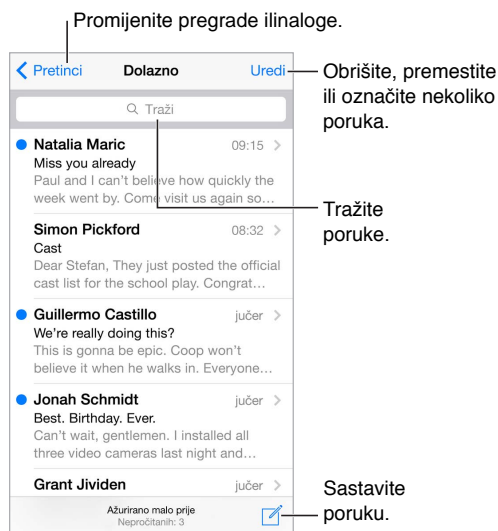 Promijenite pregrade ilinaloge.
Pretinci Dolazno Uredi
Obrišite, premestite
ili označite nekoliko
poruka.
Traži
Natalia Maric 09:15
Miss you already
Paul and I can't believe how quickly the
week went by. Come visit us again so…
Tražite
poruke.
Simon Pickford 08:32
Cast
Dear Stefan, They just posted the official
cast list for the school play. Congrat…
Guillermo Castillo jučer
We're really doing this?
This is gonna be epic. Coop won't
believe it when he walks in. Everyone…
Jonah Schmidt jučer
Best. Birthday. Ever.
Can't wait, gentlemen. I installed all
three video cameras last night and…
Grant Jividen jučer
Ažurirano malo prije
Nepročitanih: 3
Sastavite
poruku.